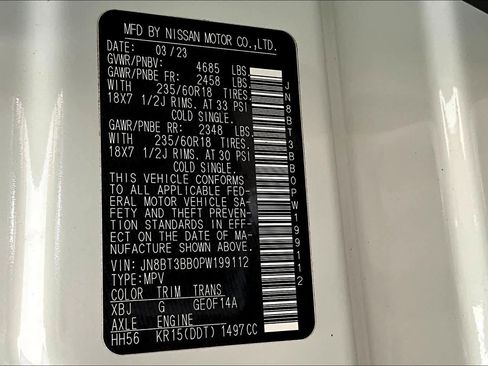 MFD BY NISSAN MOTOR CO.,LTD.
DATE: 03/23
GVWR/PNBV: 4685 LBS.
GAWR/PNBE FR: 2458 LBS.
WITH 235/60R18 TIRES.
18X7 1/2J RIMS. AT 33 PSI
COLD SINGLE.
GAWR/PNBE RR: 2348 LBS.
WITH 235/60R18 TIRES.
18X7 1/2J RIMS. AT 30 PSI
COLD SINGLE.
THIS VEHICLE CONFORMS
TO ALL APPLICABLE FED-
ERAL MOTOR VEHICLE SA-
FETY AND THEFT PREVEN-
TION STANDARDS IN EFF-
ECT ON THE DATE OF MA-
NUFACTURE SHOWN ABOVE.
VIN: JN8BT3BB0PW199112
TYPE:MPV
COLOR TRIM TRANS
XBJ G GE0F14A
AXLE ENGINE
HH56 KR15(DDT) 1497CC
JN8BT3BB0PW199112